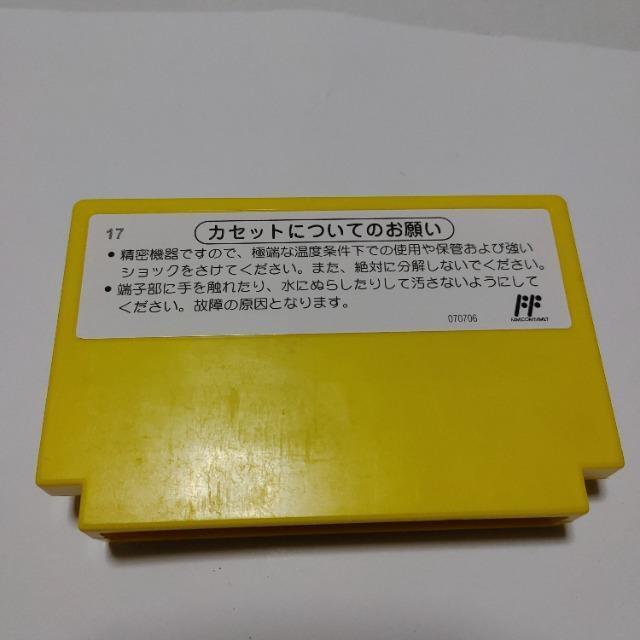 17
カセットについてのお願い
● 精密機器ですので、極端な温度条件下での使用や保管および強い
ショックをさけてください。また、絶対に分解しないでください。
● 端子部に手を触れたり、水にぬらしたりして汚さないようにして
ください。故障の原因となります。
070706